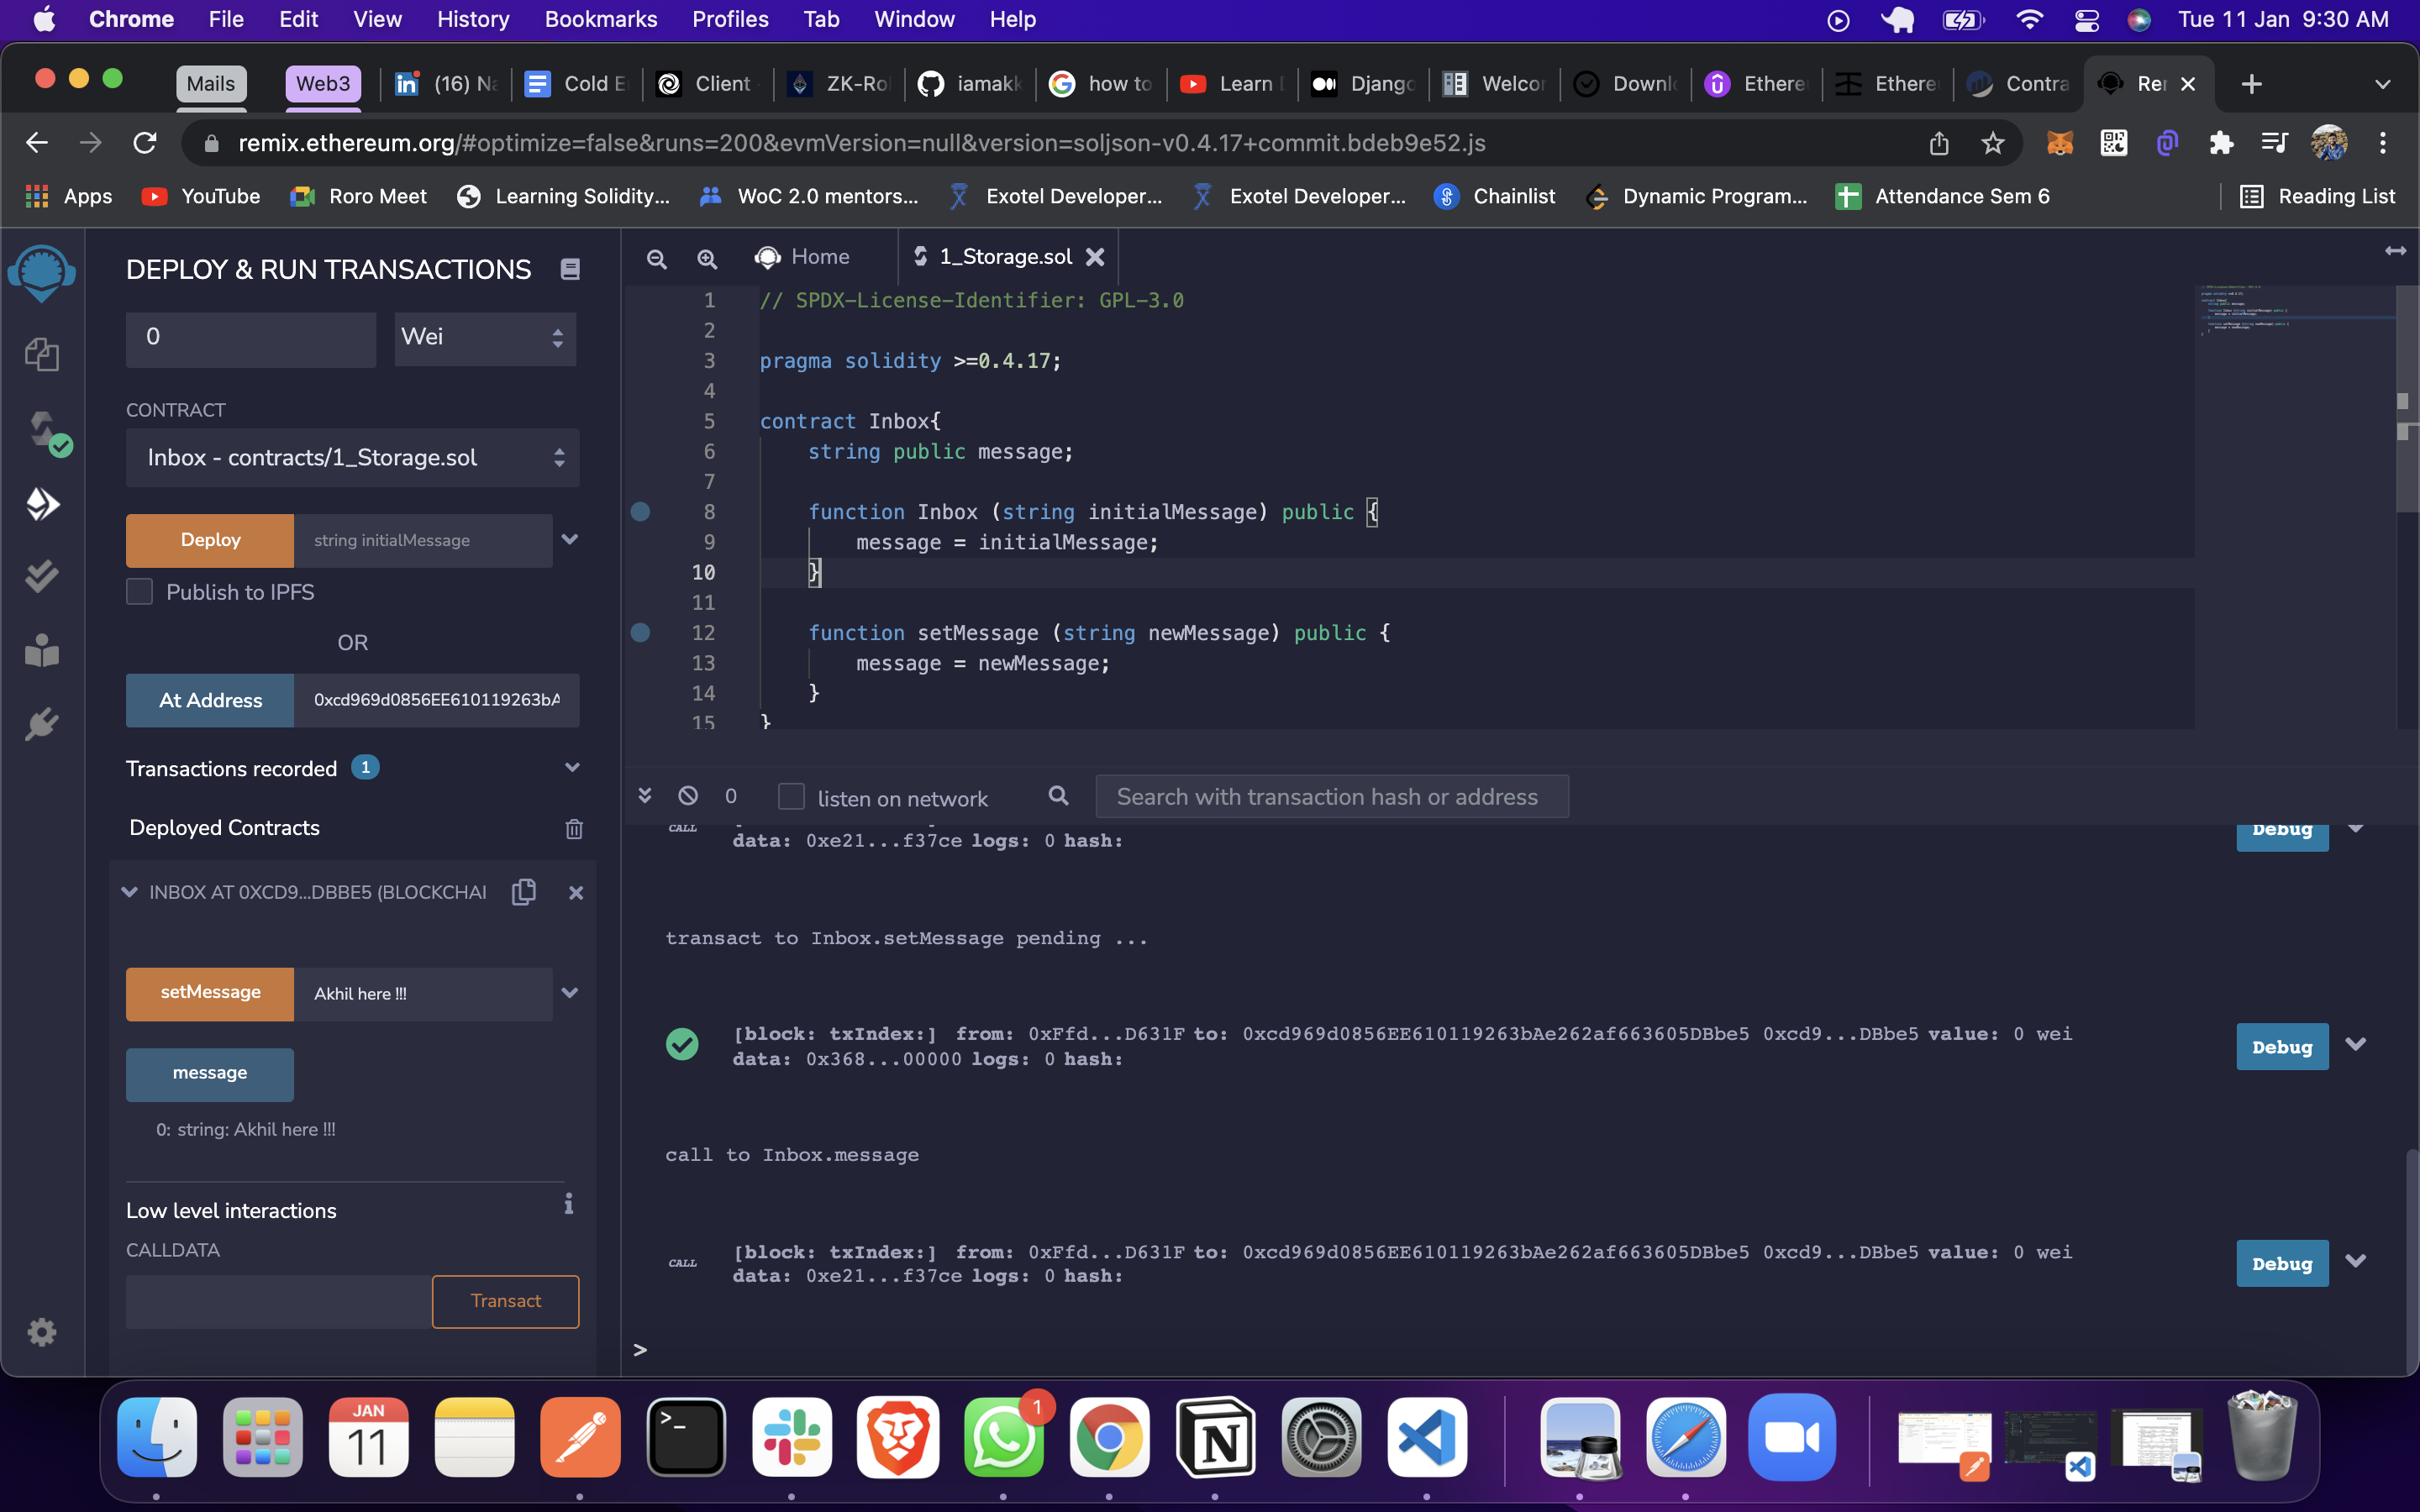 Chrome File Edit View History Bookmarks Profiles Tab Window Help Tue 11 Jan 9:30 AM
Mails Web3 (16) Na Cold E Client ZK-Rol iamakk how to Learn Django Welcor Downl Ethere Ethere Contra Rer
remix.ethereum.org/#optimize=false&runs=200&evmVersion=null&version=soljson-v0.4.17+commit.bdeb9e52.js
Apps YouTube Roro Meet Learning Solidity... WoC 2.0 mentors... Exotel Developer... Exotel Developer... Chainlist Dynamic Program... Attendance Sem 6 Reading List
DEPLOY & RUN TRANSACTIONS
0 Wei
CONTRACT
Inbox - contracts/1_Storage.sol
Deploy string initialMessage
Publish to IPFS
OR
At Address 0xcd969d0856EE610119263bA
Transactions recorded 1
Deployed Contracts
INBOX AT 0XCD9...DBBE5 (BLOCKCHAI
setMessage Akhil here !!!
message
0: string: Akhil here !!!
Low level interactions
CALLDATA
Transact
Home 1_Storage.sol
1 // SPDX-License-Identifier: GPL-3.0
2
3 pragma solidity >=0.4.17;
4
5 contract Inbox{
6 string public message;
7
8 function Inbox (string initialMessage) public {
9 message = initialMessage;
10 }
11
12 function setMessage (string newMessage) public {
13 message = newMessage;
14 }
15 }
0 listen on network Search with transaction hash or address
CALL data: 0xe21...f37ce logs: 0 hash: Debug
transact to Inbox.setMessage pending ...
[block: txIndex:] from: 0xFfd...D631F to: 0xcd969d0856EE610119263bAe262af663605DBbe5 0xcd9...DBbe5 value: 0 wei
data: 0x368...00000 logs: 0 hash: Debug
call to Inbox.message
CALL [block: txIndex:] from: 0xFfd...D631F to: 0xcd969d0856EE610119263bAe262af663605DBbe5 0xcd9...DBbe5 value: 0 wei
data: 0xe21...f37ce logs: 0 hash: Debug
>
JAN
11
1